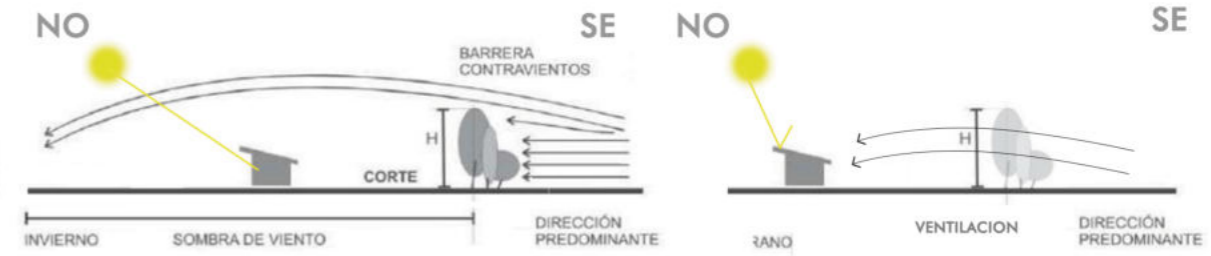 NO
SE
BARRERA
CONTRAVIENTOS
H
CORTE
INVIERNO
SOMBRA DE VIENTO
DIRECCIÓN
PREDOMINANTE
NO
SE
H
RANO
VENTILACION
DIRECCIÓN
PREDOMINANTE